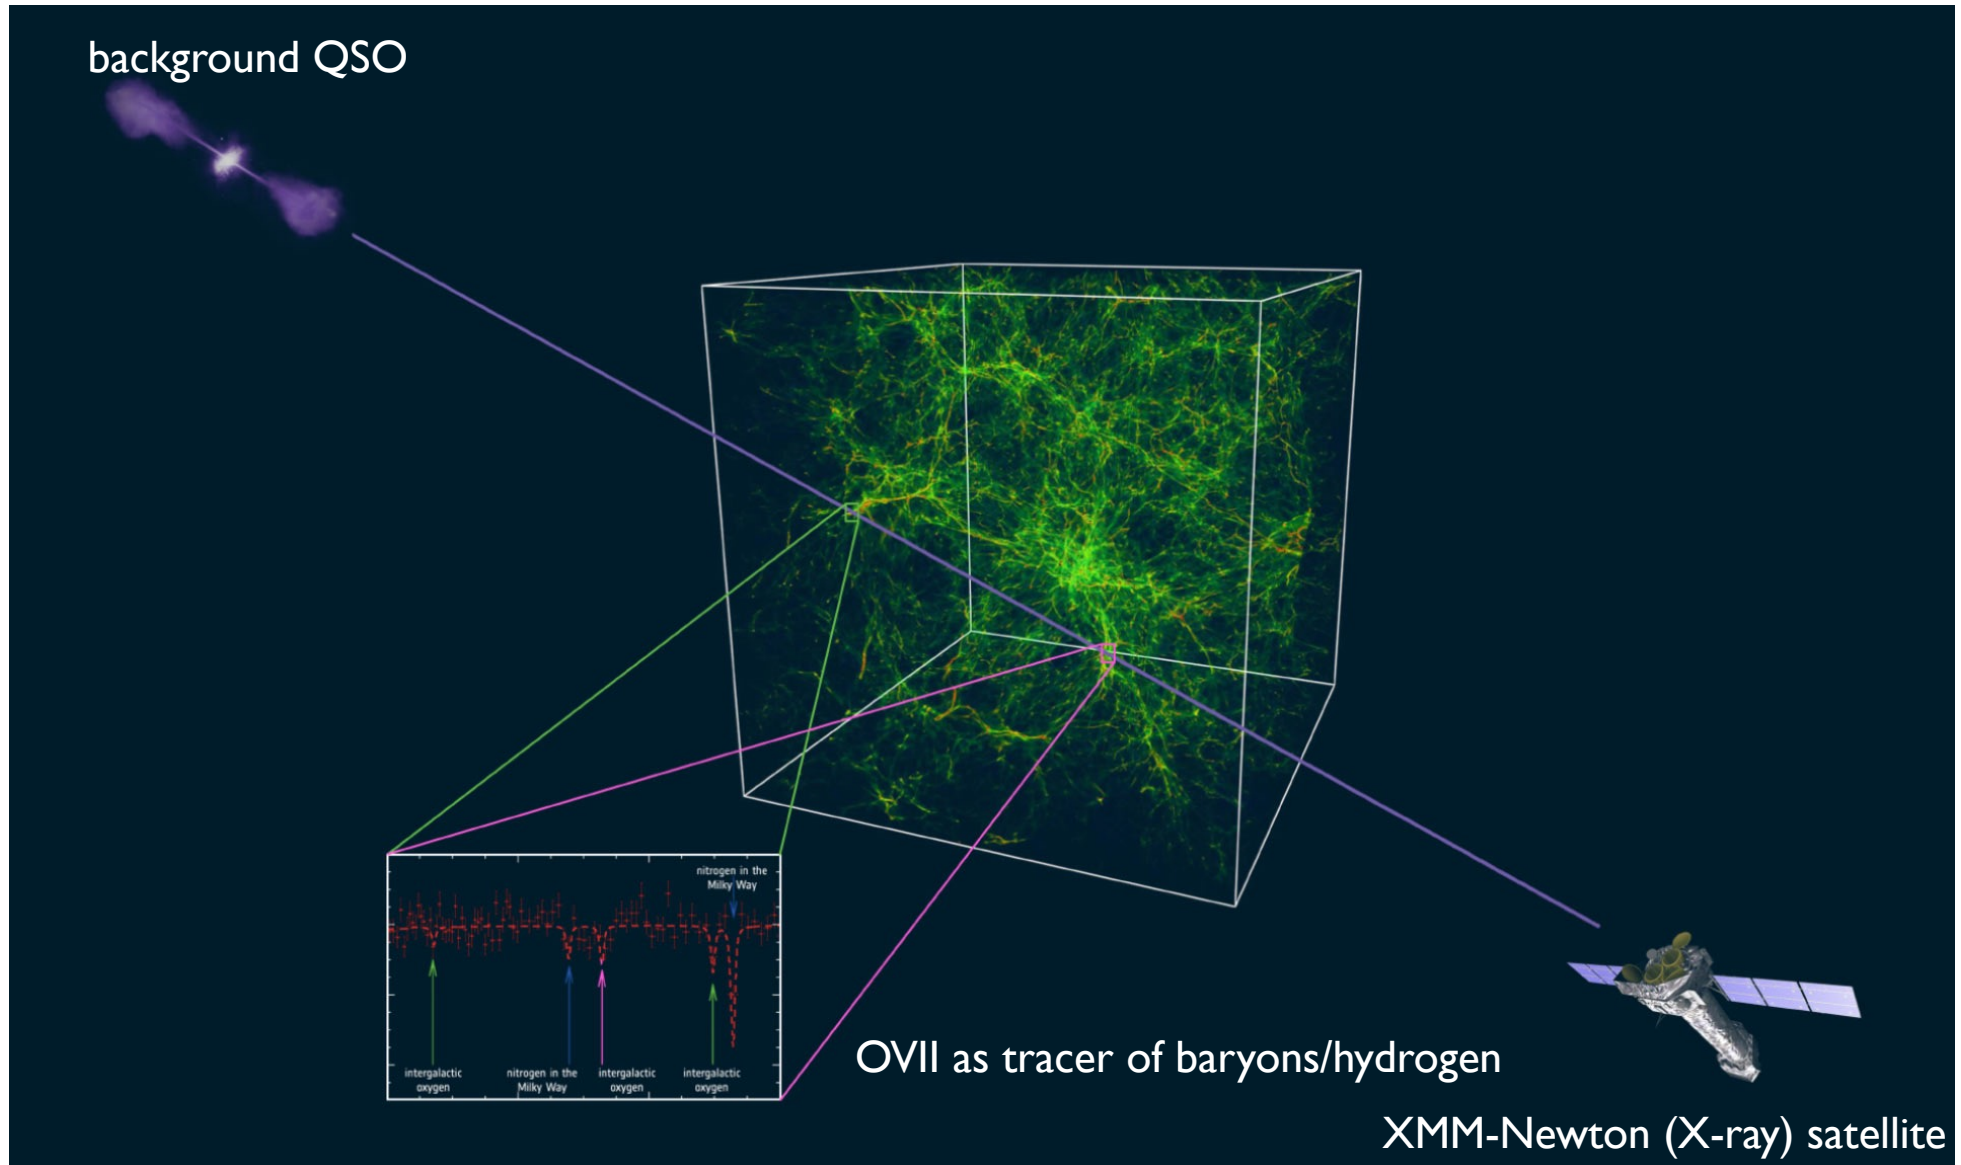 background QSO
nitrogen in the
Milky Way
intergalactic
oxygen
nitrogen in the
Milky Way
intergalactic
oxygen
intergalactic
oxygen
OVII as tracer of baryons/hydrogen
XMM-Newton (X-ray) satellite